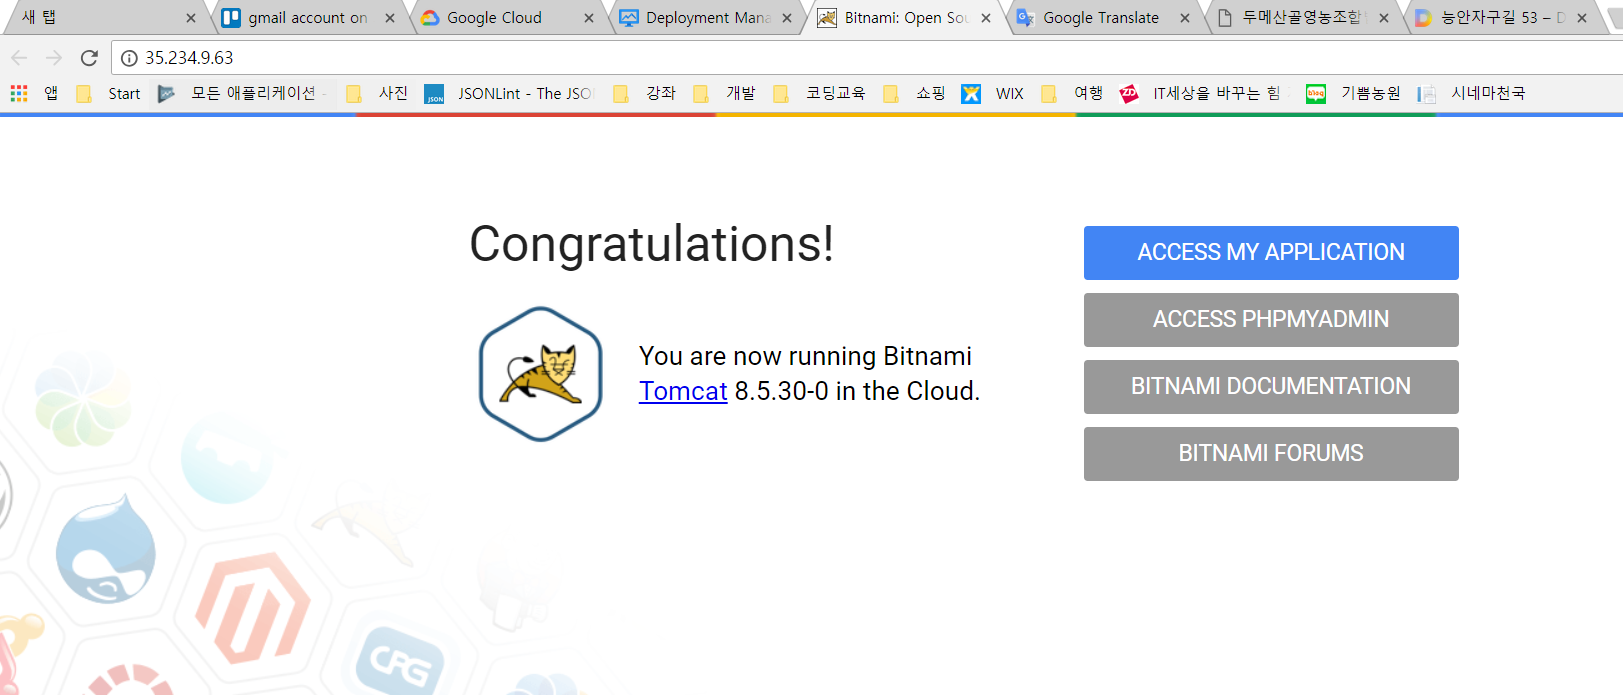 새 탭
gmail account on
Google Cloud
Deployment Mana
Bitnami: Open Sou
Google Translate
두메산골영농조합
능안자구길 53 – D
35.234.9.63
앱
Start
모든 애플리케이션 -
사진
JSON
JSONLint - The JSO
강좌
개발
코딩교육
쇼핑
WIX
여행
ZD
IT세상을 바꾸는 힘
blog
기쁨농원
시네마천국
Congratulations!
You are now running Bitnami
Tomcat 8.5.30-0 in the Cloud.
ACCESS MY APPLICATION
ACCESS PHPMYADMIN
BITNAMI DOCUMENTATION
BITNAMI FORUMS
CRG